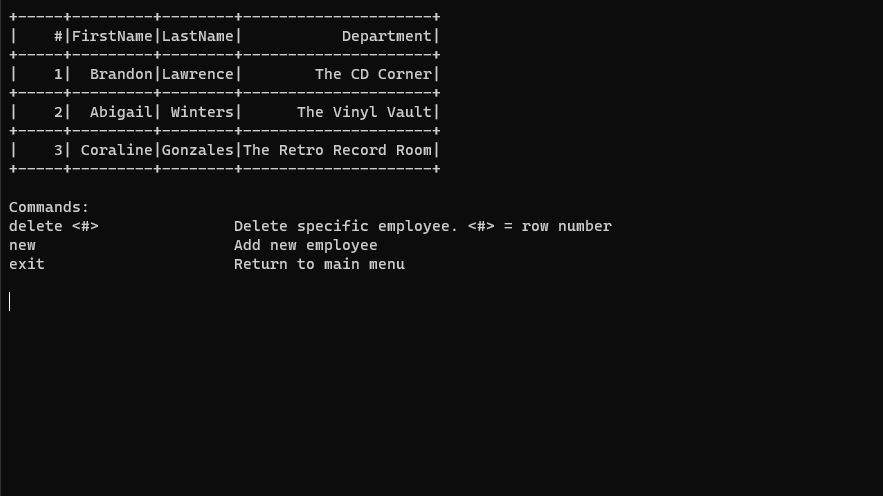 +-----+---------+--------+---------------------+
|    #|FirstName|LastName|           Department|
+-----+---------+--------+---------------------+
|    1|  Brandon|Lawrence|        The CD Corner|
+-----+---------+--------+---------------------+
|    2|  Abigail| Winters|      The Vinyl Vault|
+-----+---------+--------+---------------------+
|    3| Coraline|Gonzales|The Retro Record Room|
+-----+---------+--------+---------------------+

Commands:
delete <#>               Delete specific employee. <#> = row number
new                      Add new employee
exit                     Return to main menu